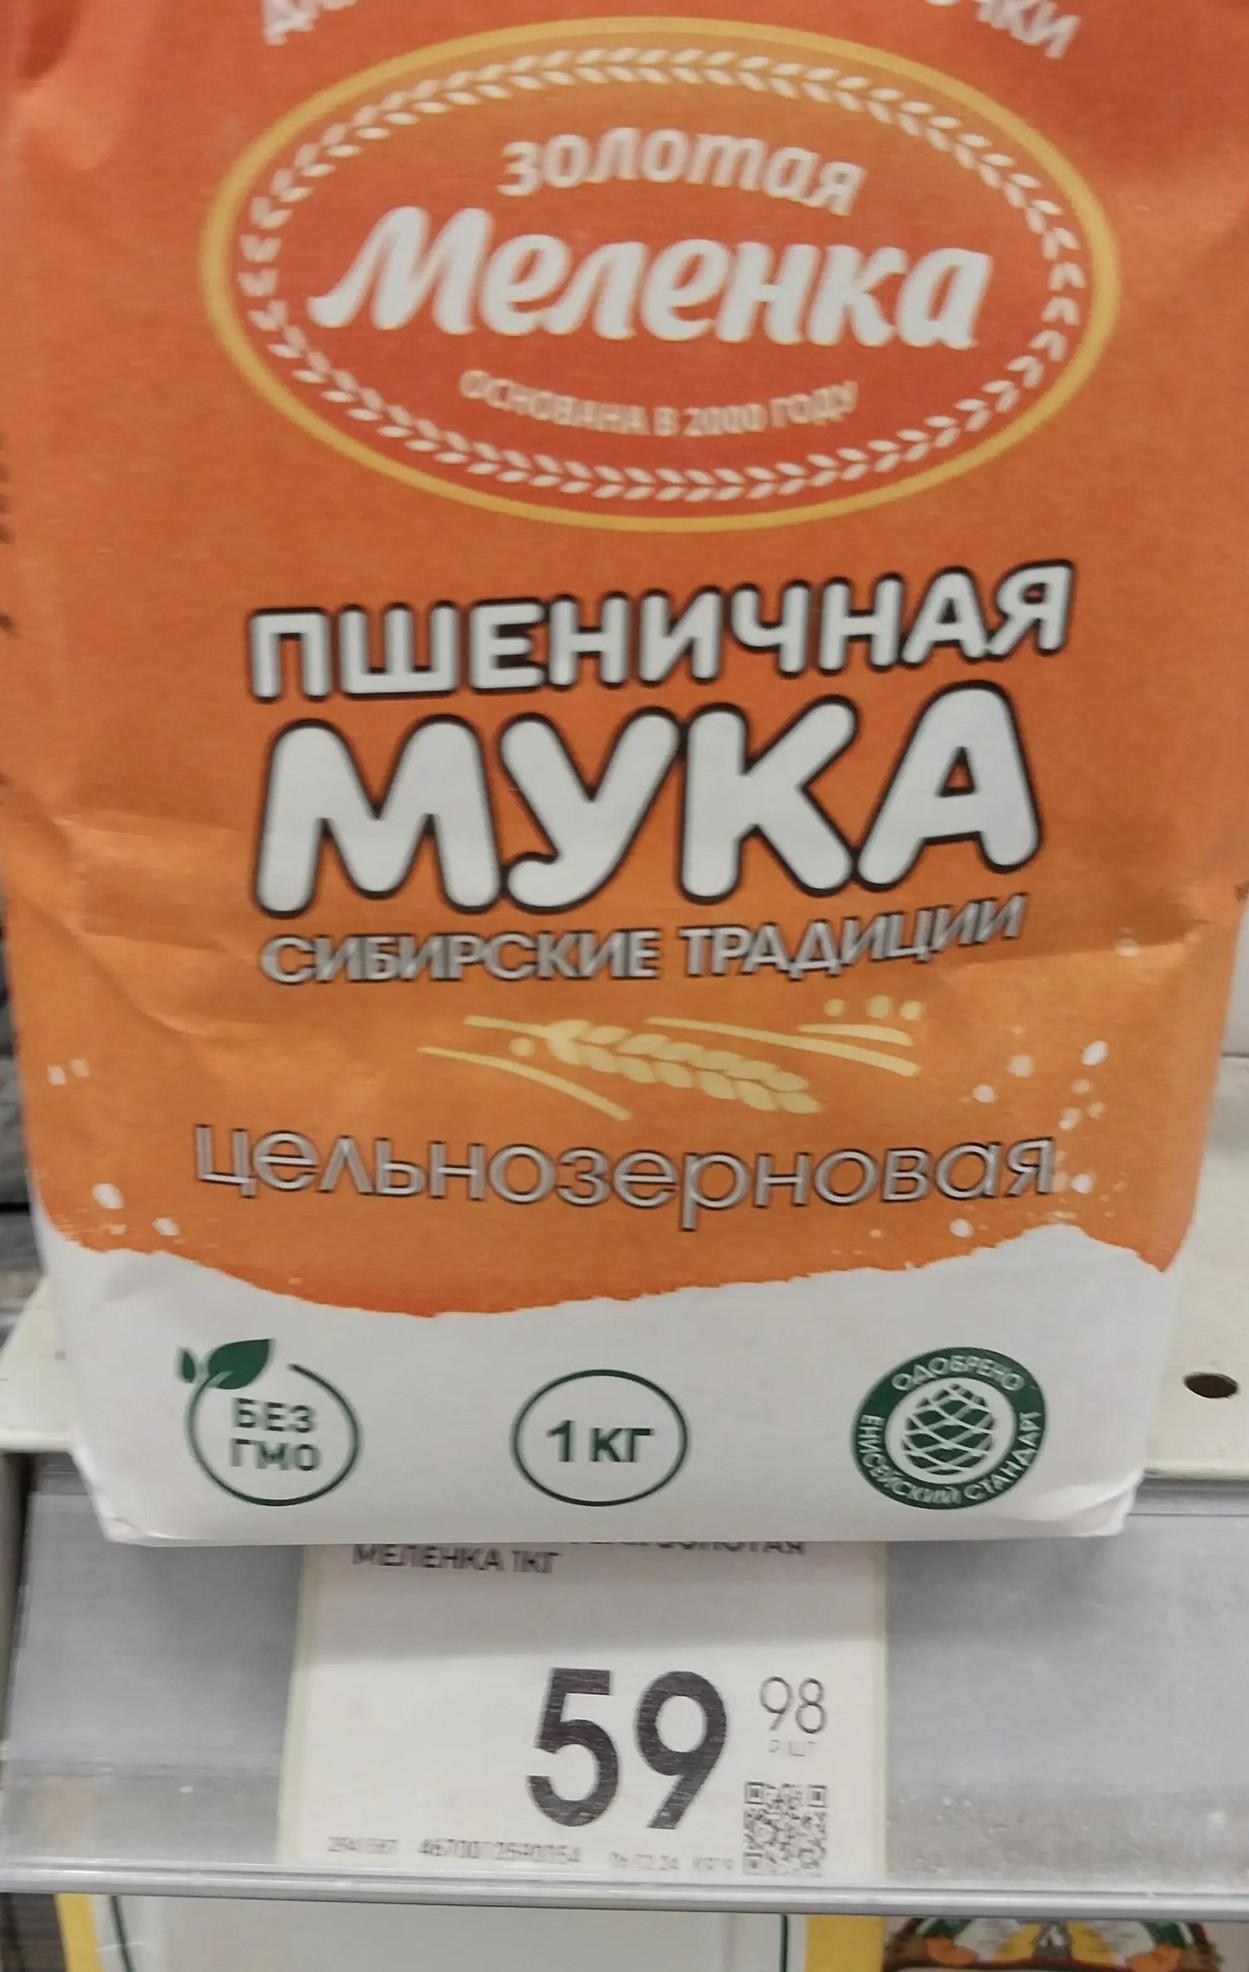 золотая
Меленка
ОСНОВАНА В 2000 ГОДУ
ПШЕНИЧНАЯ
МУКА
СИБИРСКИЕ ТРАДИЦИИ
цельнозерновая
БЕЗ
ГМО
1 КГ
ОДОБРЕНО
ЕНИСЕЙСКИЙ СТАНДАРТ
ЗОЛОТАЯ
МЕЛЕНКА 1КГ
59 98